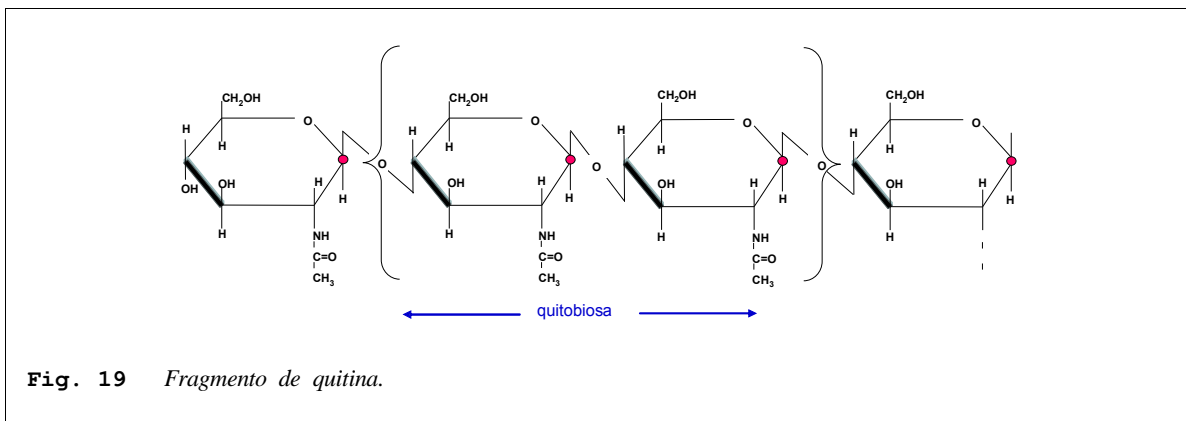 CH₂OH CH₂OH CH₂OH CH₂OH
O O O O
H H H H H H H H
O O O O
OH OH H H OH H H OH H H OH H
H NH H NH H NH H
C=O C=O C=O
CH₃ CH₃ CH₃
quitobiosa
Fig. 19 Fragmento de quitina.